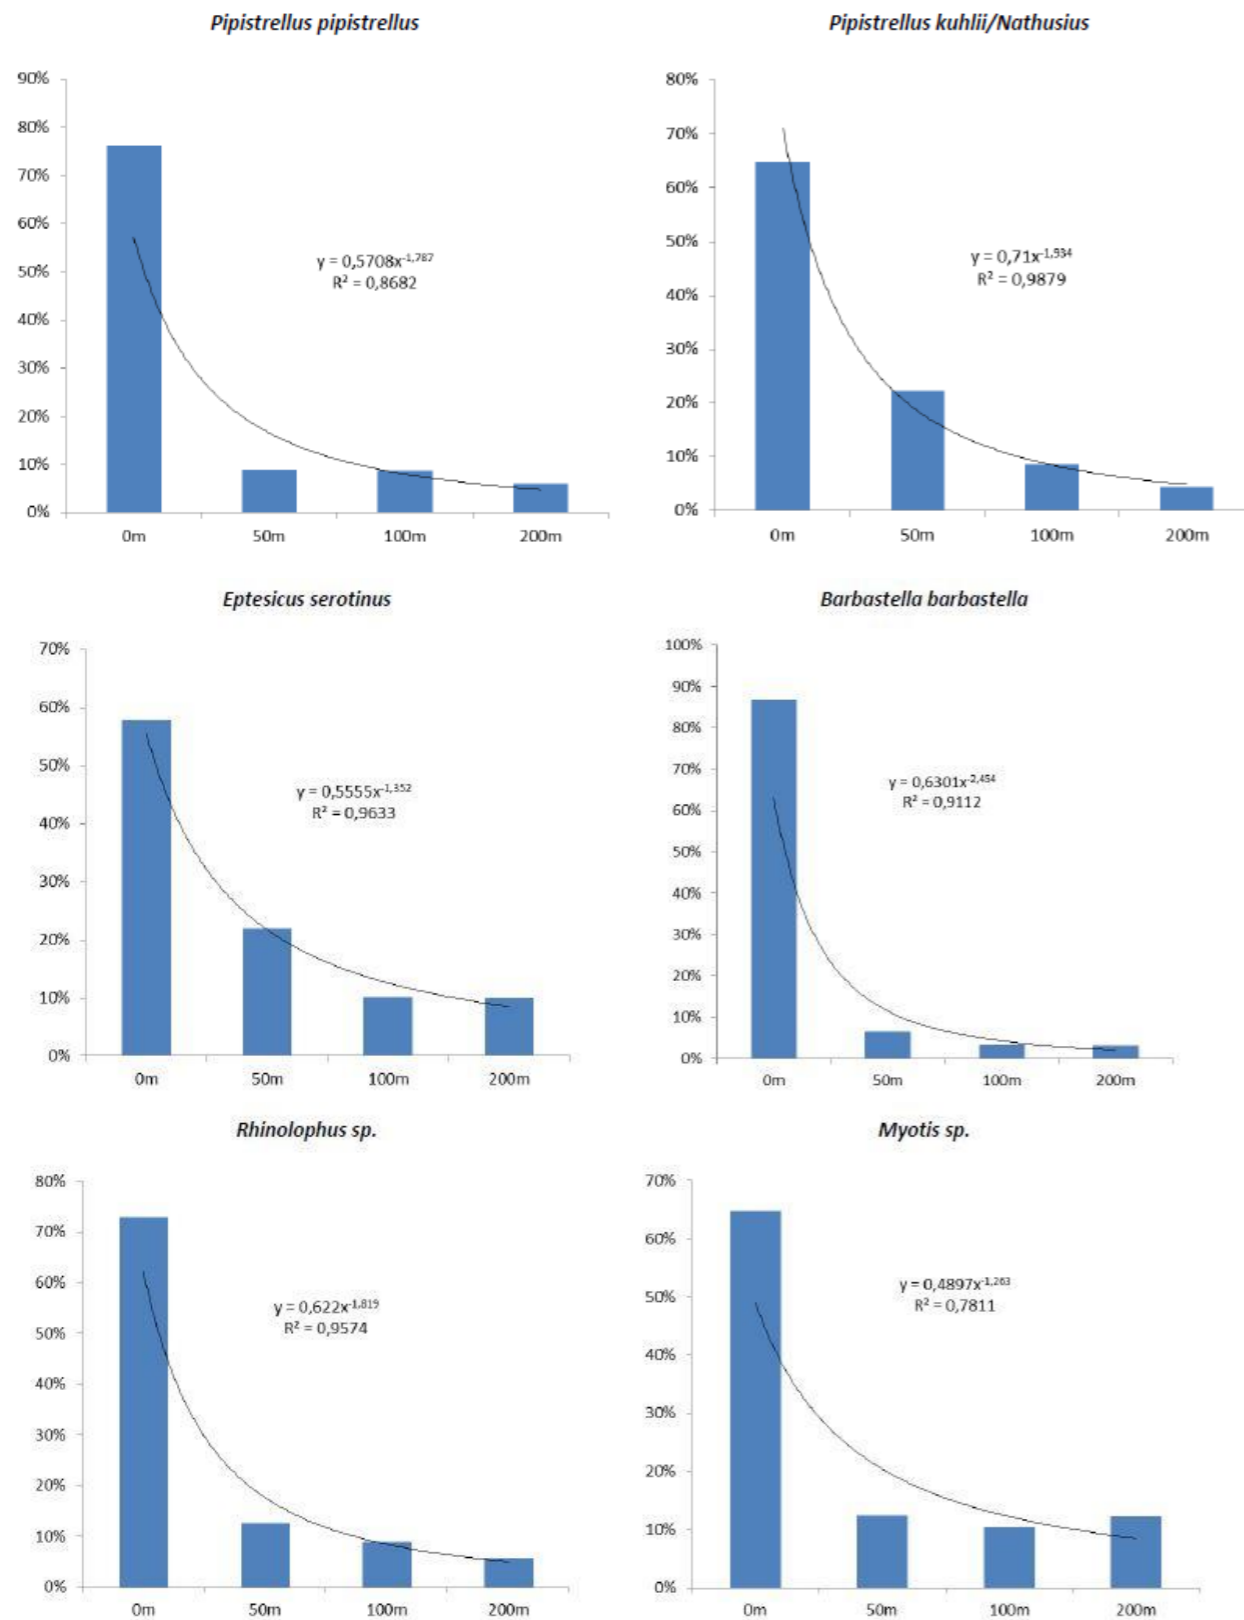 Pipistrellus pipistrellus
90%
80%
70%
60%
50%
40%
30%
20%
10%
0%
y = 0,5708x^-1,787
R² = 0,8682
0m 50m 100m 200m
Pipistrellus kuhlii/Nathusius
80%
70%
60%
50%
40%
30%
20%
10%
0%
y = 0,71x^-1,934
R² = 0,9879
0m 50m 100m 200m
Eptesicus serotinus
70%
60%
50%
40%
30%
20%
10%
0%
y = 0,5555x^-1,352
R² = 0,9633
0m 50m 100m 200m
Barbastella barbastella
100%
90%
80%
70%
60%
50%
40%
30%
20%
10%
0%
y = 0,6301x^-2,454
R² = 0,9112
0m 50m 100m 200m
Rhinolophus sp.
80%
70%
60%
50%
40%
30%
20%
10%
0%
y = 0,622x^-1,819
R² = 0,9574
0m 50m 100m 200m
Myotis sp.
70%
60%
50%
40%
30%
20%
10%
0%
y = 0,4897x^-1,263
R² = 0,7811
0m 50m 100m 200m